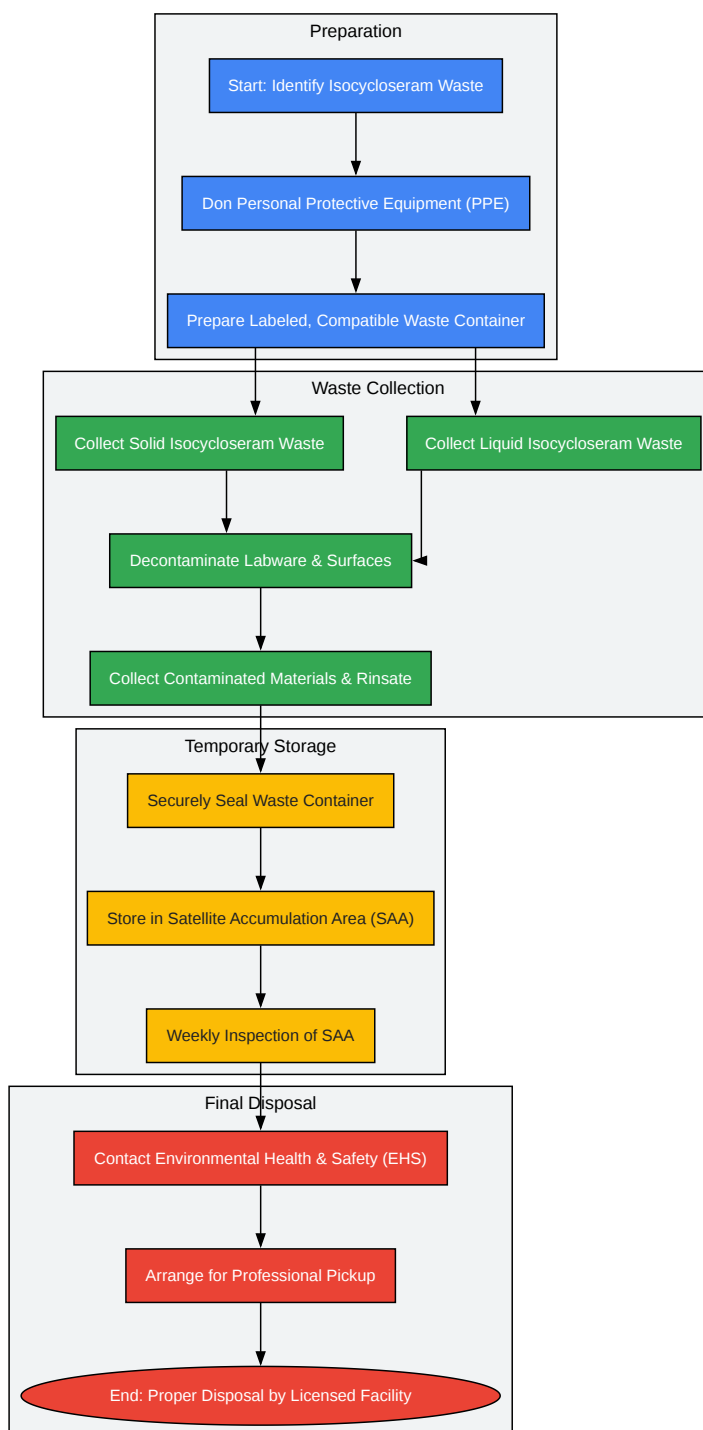 Preparation
Start: Identify Isocycloseram Waste
Don Personal Protective Equipment (PPE)
Prepare Labeled, Compatible Waste Container
Waste Collection
Collect Solid Isocycloseram Waste
Collect Liquid Isocycloseram Waste
Decontaminate Labware & Surfaces
Collect Contaminated Materials & Rinsate
Temporary Storage
Securely Seal Waste Container
Store in Satellite Accumulation Area (SAA)
Weekly Inspection of SAA
Final Disposal
Contact Environmental Health & Safety (EHS)
Arrange for Professional Pickup
End: Proper Disposal by Licensed Facility